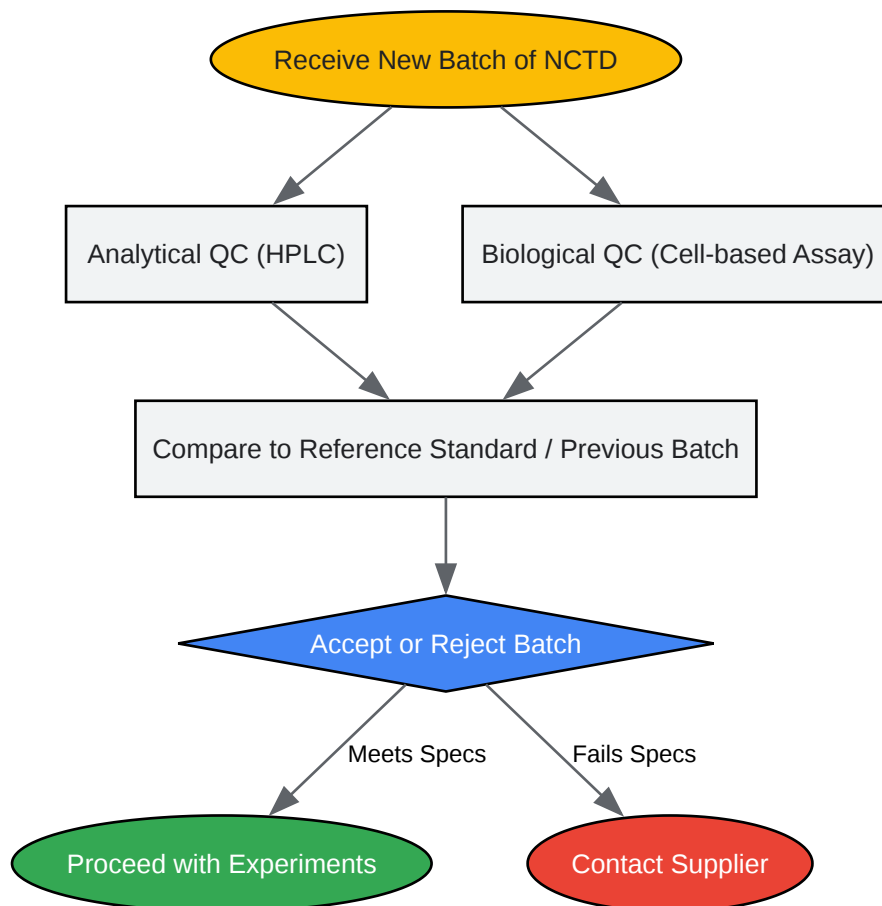 Receive New Batch of NCTD
Analytical QC (HPLC)
Biological QC (Cell-based Assay)
Compare to Reference Standard / Previous Batch
Accept or Reject Batch
Meets Specs
Fails Specs
Proceed with Experiments
Contact Supplier